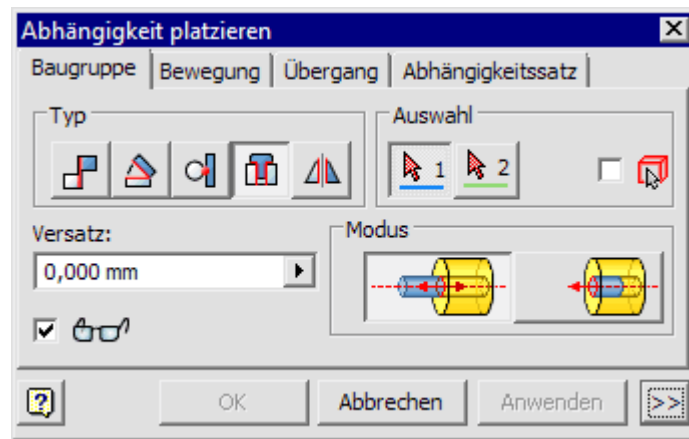 Abhängigkeit platzieren
Baugruppe Bewegung Übergang Abhängigkeitssatz
Typ
Auswahl
1 2
Versatz:
0,000 mm
Modus
OK Abbrechen Anwenden >>